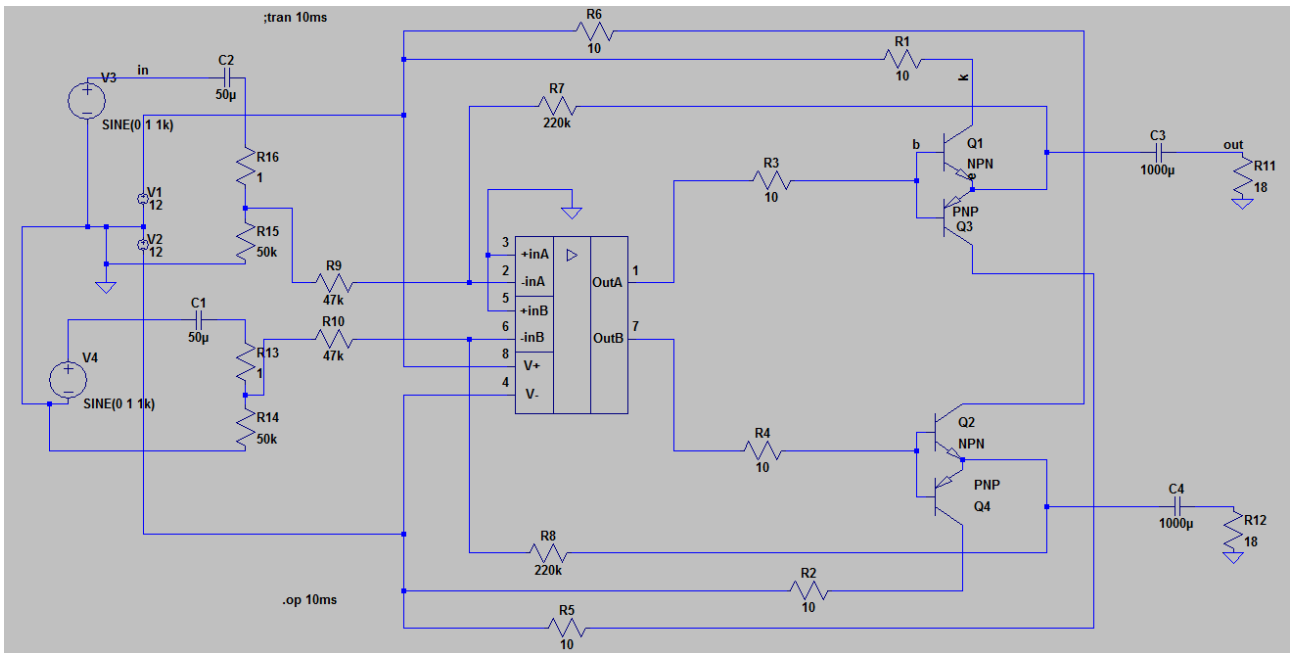 ;tran 10ms
R6
10
R1
10
k
C2
in
V3
50µ
SINE(0 1 1k)
R7
220k
R16
1
V1
12
V2
12
R15
50k
R3
10
b
Q1
NPN
e
PNP
Q3
C3
1000µ
out
R11
18
3
+inA
2
-inA
5
+inB
6
-inB
8
V+
4
V-
OutA
1
OutB
7
R9
47k
R10
47k
C1
50µ
V4
SINE(0 1 1k)
R13
1
R14
50k
R4
10
Q2
NPN
PNP
Q4
C4
1000µ
R12
18
R8
220k
R2
10
.op 10ms
R5
10